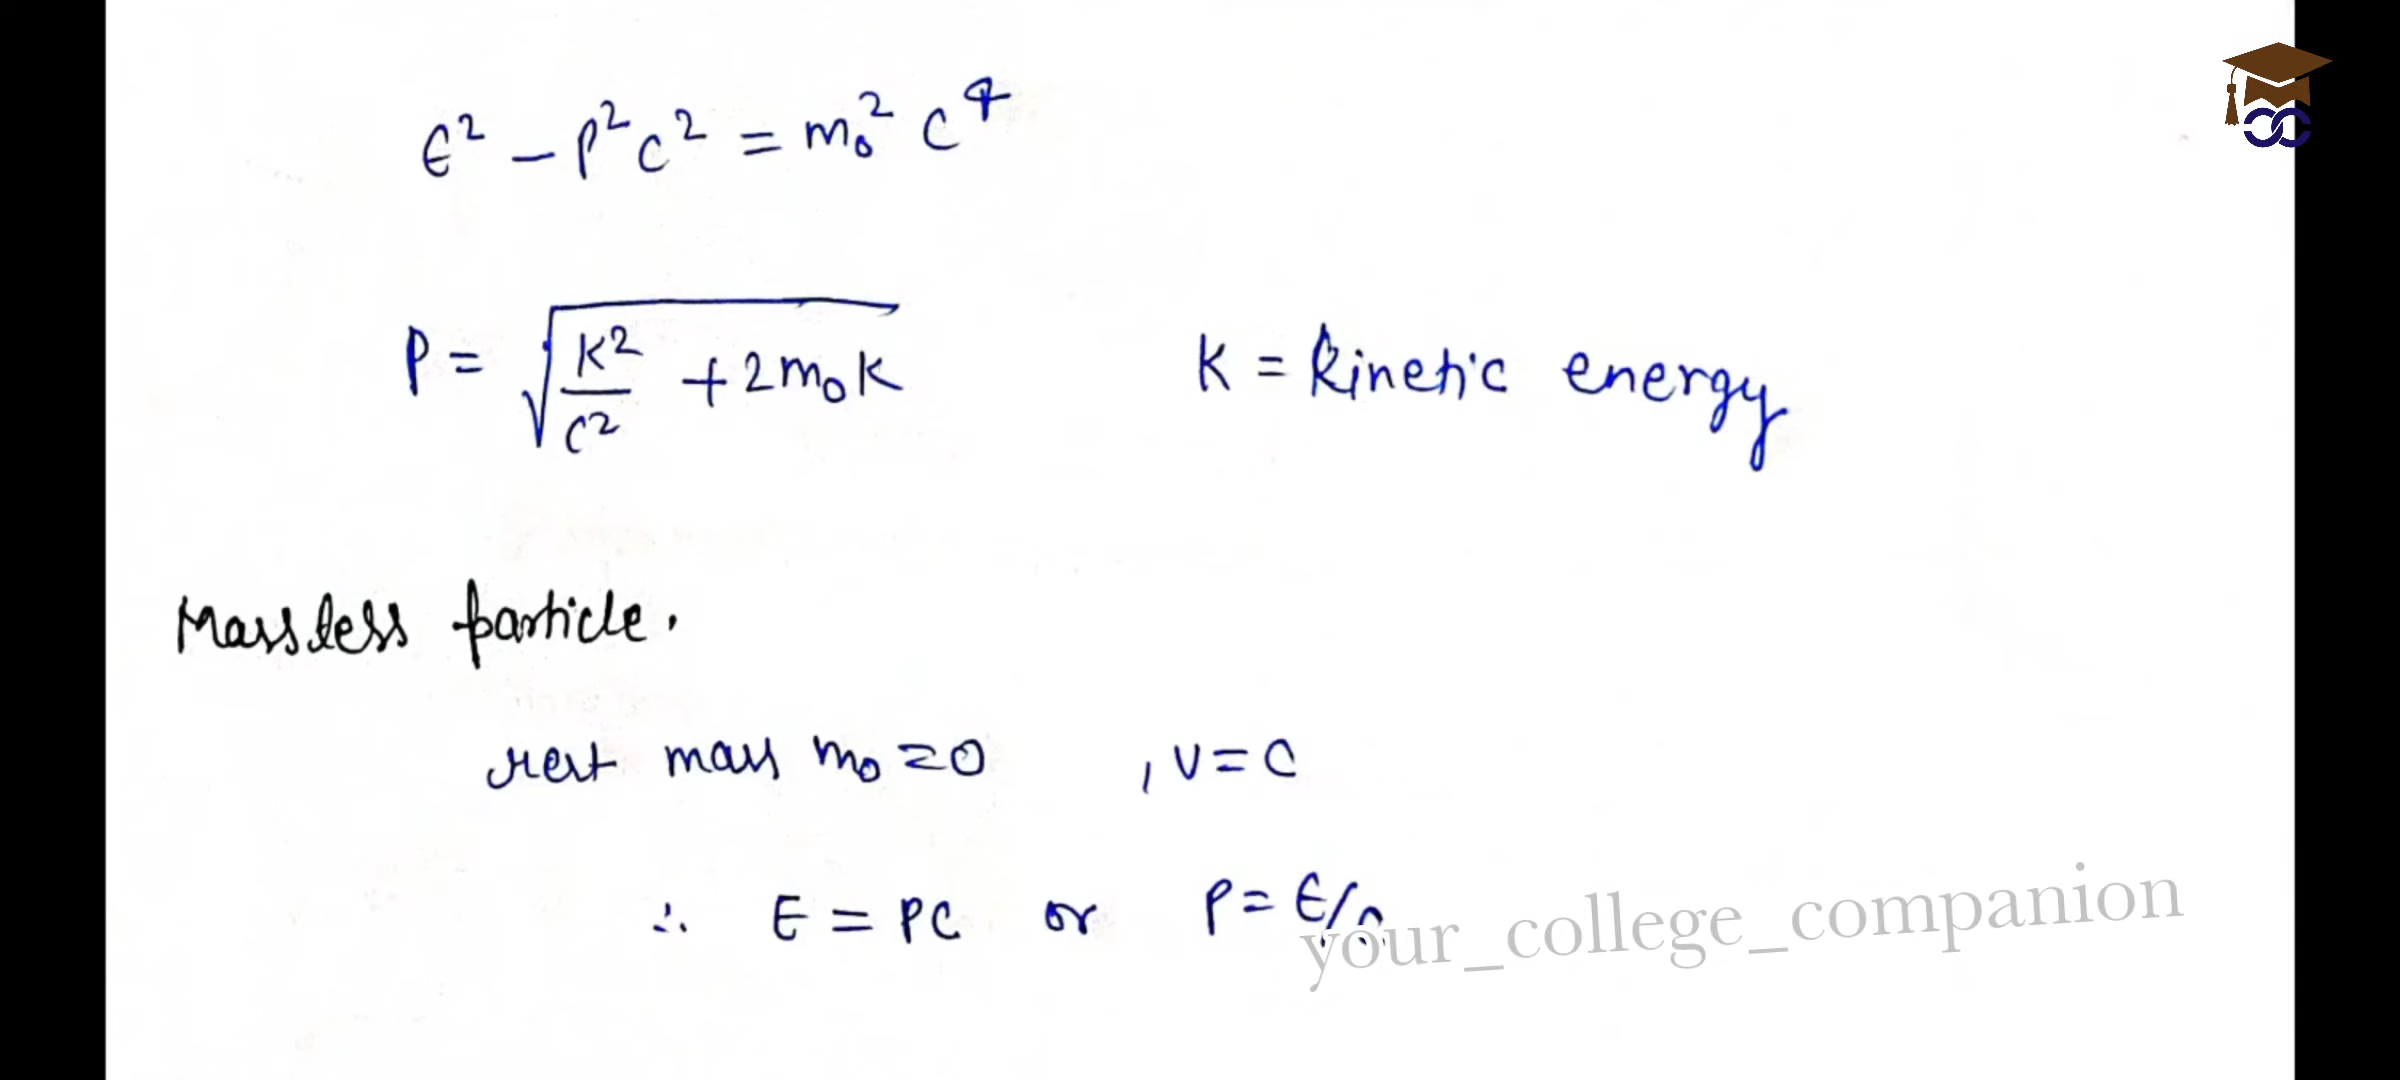 E² - P²c² = m₀² c⁴
P = √(K²/c² + 2m₀K) K = kinetic energy
Massless particle.
rest mass m₀ = 0 , v = c
∴ E = PC or P = E/c
your_college_companion